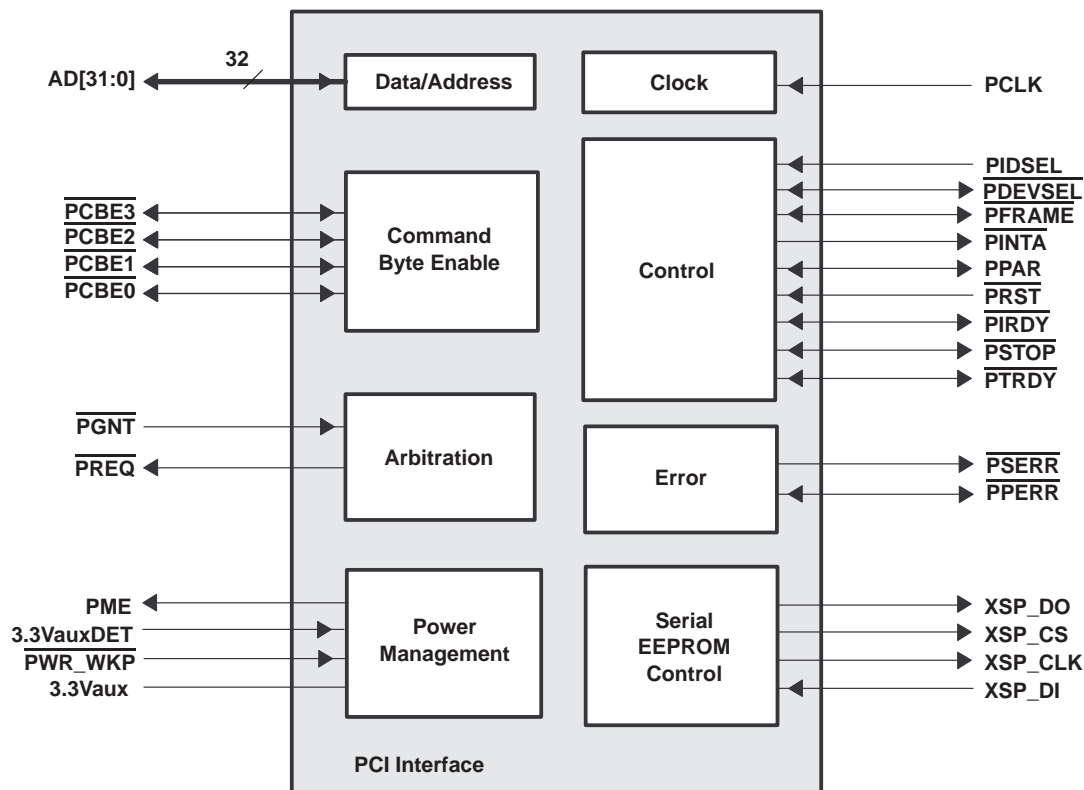 32
AD[31:0]
Data/Address
PCBE3
PCBE2
PCBE1
PCBE0
Command
Byte Enable
PGNT
PREQ
Arbitration
PME
3.3VauxDET
PWR_WKP
3.3Vaux
Power
Management
Clock
PCLK
Control
PIDSEL
PDEVSEL
PFRAME
PINTA
PPAR
PRST
PIRDY
PSTOP
PTRDY
Error
PSERR
PPERR
Serial
EEPROM
Control
XSP_DO
XSP_CS
XSP_CLK
XSP_DI
PCI Interface